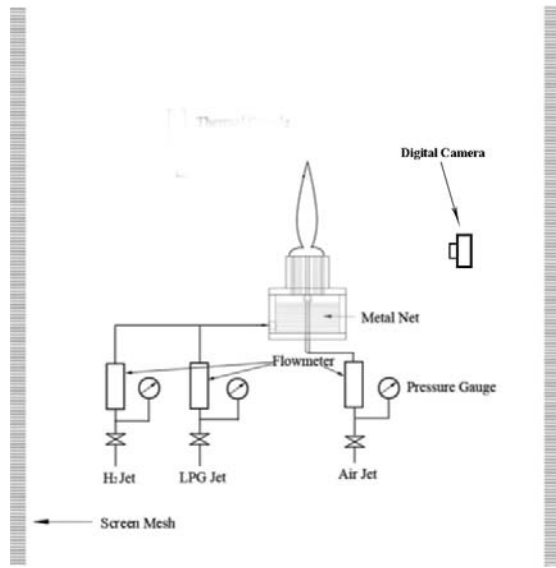 Digital Camera
Metal Net
Flowmeter
Pressure Gauge
H₂ Jet
LPG Jet
Air Jet
Screen Mesh